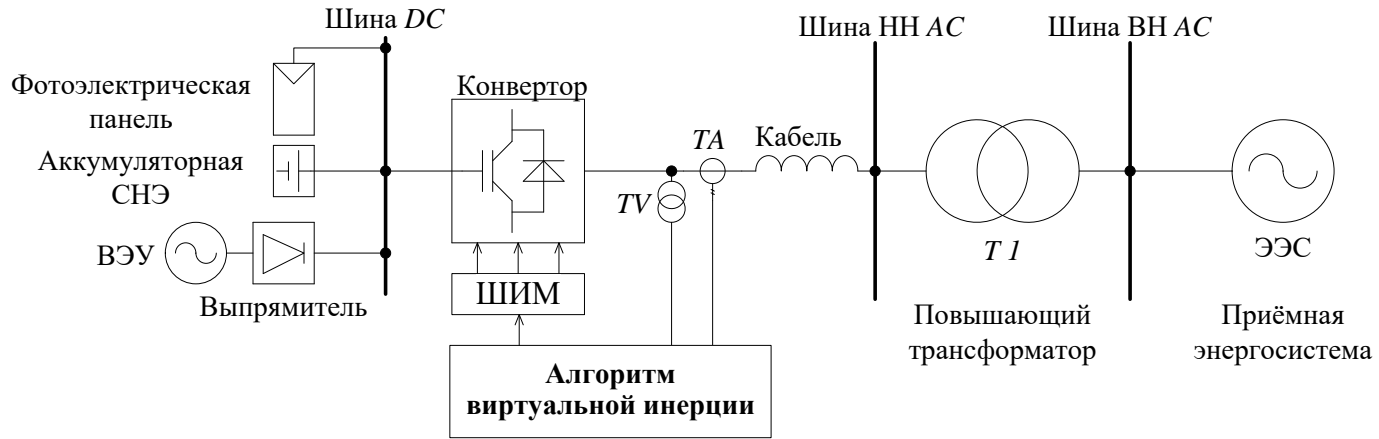 Шина DC
Шина НН AC
Шина ВН AC
Фотоэлектрическая
панель
Конвертор
TA
Кабель
Аккумуляторная
СНЭ
TV
ВЭУ
T 1
ЭЭС
Выпрямитель
ШИМ
Повышающий
трансформатор
Приёмная
энергосистема
Алгоритм
виртуальной инерции